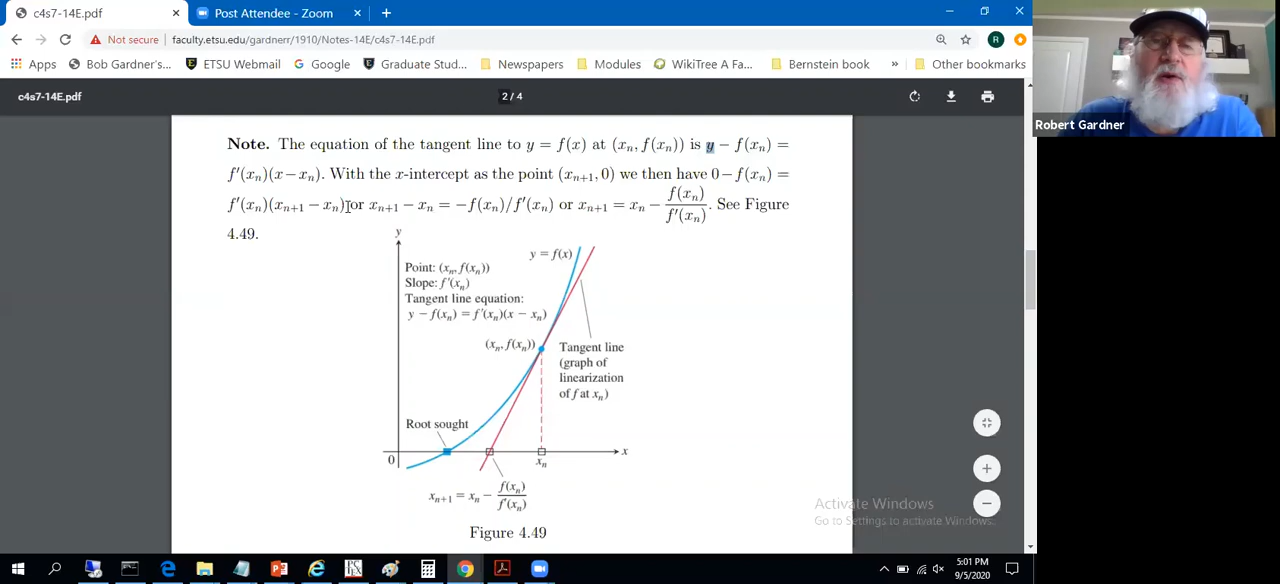 c4s7-14E.pdf
Post Attendee - Zoom
Not secure | faculty.etsu.edu/gardnerr/1910/Notes-14E/c4s7-14E.pdf
R
Apps Bob Gardner's... ETSU Webmail Google Graduate Stud... Newspapers Modules WikiTree A Fa... Bernstein book » Other bookmarks
c4s7-14E.pdf 2 / 4
Robert Gardner
Note. The equation of the tangent line to y = f(x) at (xₙ, f(xₙ)) is y − f(xₙ) =
f′(xₙ)(x−xₙ). With the x-intercept as the point (xₙ₊₁, 0) we then have 0−f(xₙ) =
f′(xₙ)(xₙ₊₁ − xₙ) or xₙ₊₁ − xₙ = −f(xₙ)/f′(xₙ) or xₙ₊₁ = xₙ − f(xₙ)/f′(xₙ). See Figure
4.49.
y
y = f(x)
Point: (xₙ, f(xₙ))
Slope: f′(xₙ)
Tangent line equation:
y − f(xₙ) = f′(xₙ)(x − xₙ)
(xₙ, f(xₙ))
Tangent line
(graph of
linearization
of f at xₙ)
Root sought
0
xₙ
x
xₙ₊₁ = xₙ − f(xₙ)/f′(xₙ)
Figure 4.49
Activate Windows
Go to Settings to activate Windows.
5:01 PM
9/5/2020